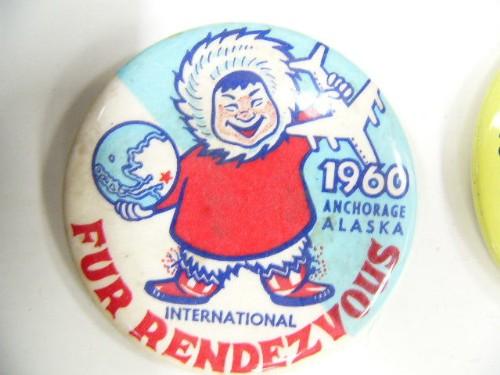 1960
ANCHORAGE
ALASKA
INTERNATIONAL
FUR RENDEZVOUS